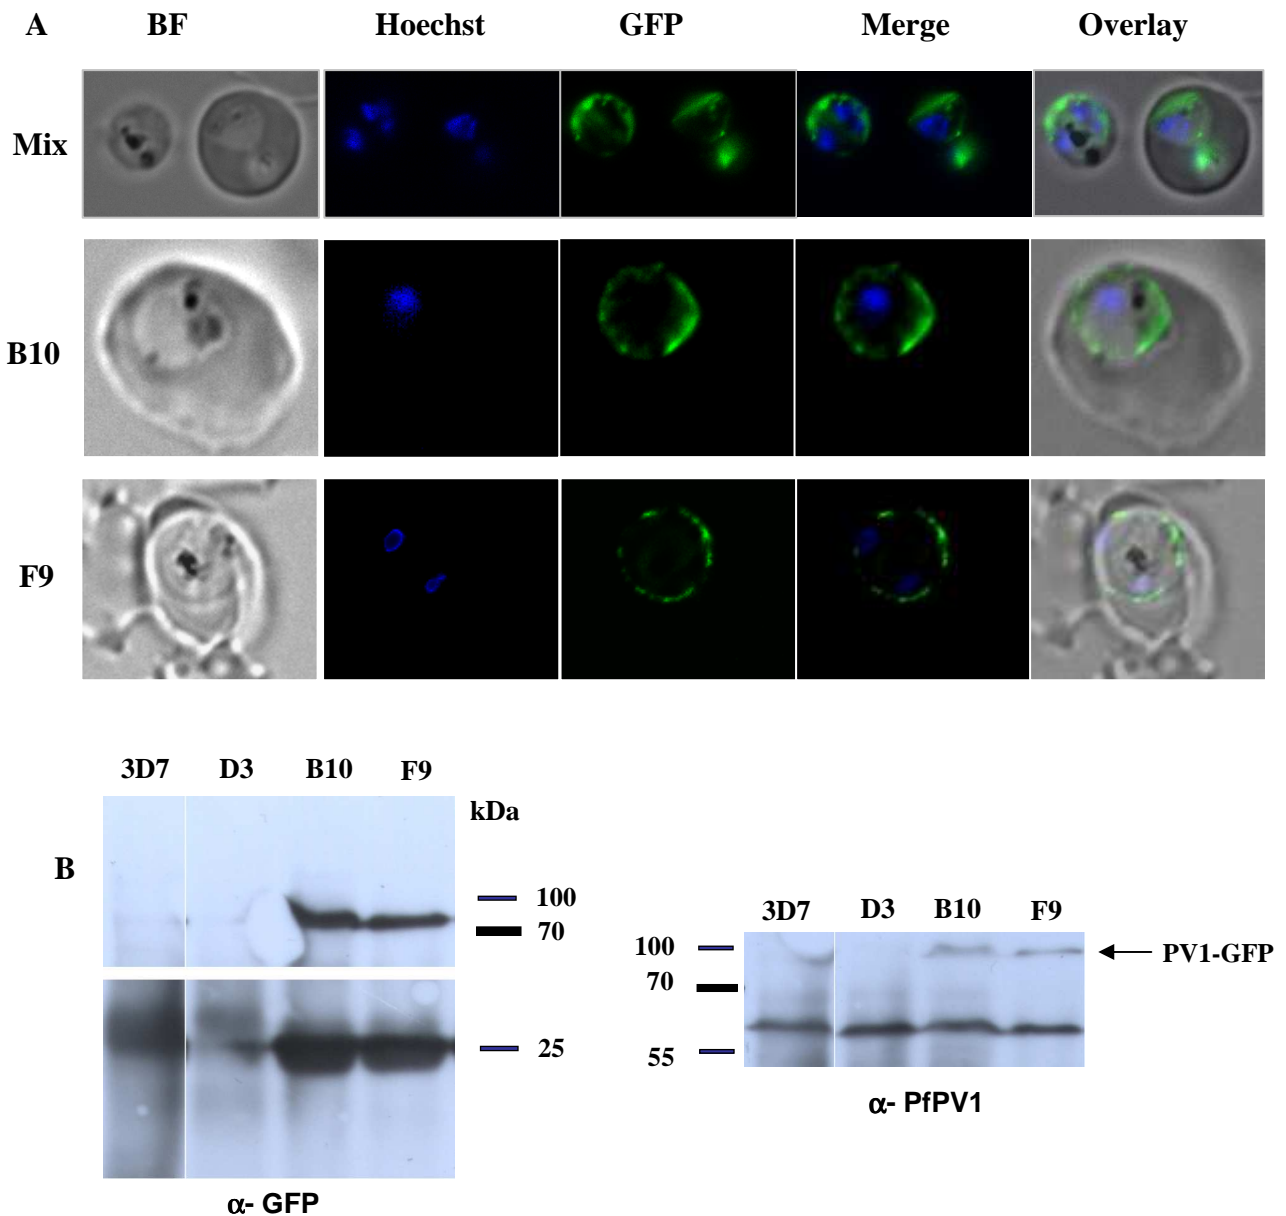 A BF Hoechst GFP Merge Overlay
Mix
B10
F9
3D7 D3 B10 F9
kDa
B
100
70
25
α- GFP
3D7 D3 B10 F9
100
70
55
PV1-GFP
α- PfPV1